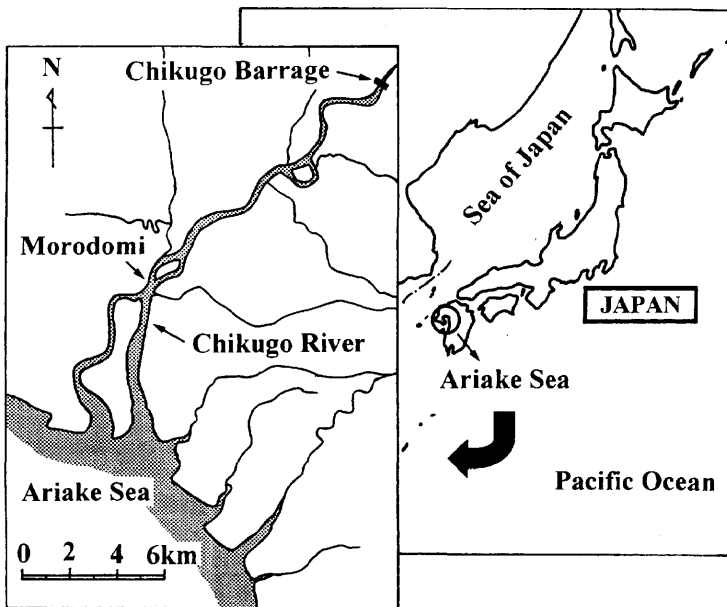 N
Chikugo Barrage
Morodomi
Chikugo River
Ariake Sea
0 2 4 6km
Sea of Japan
JAPAN
Ariake Sea
Pacific Ocean